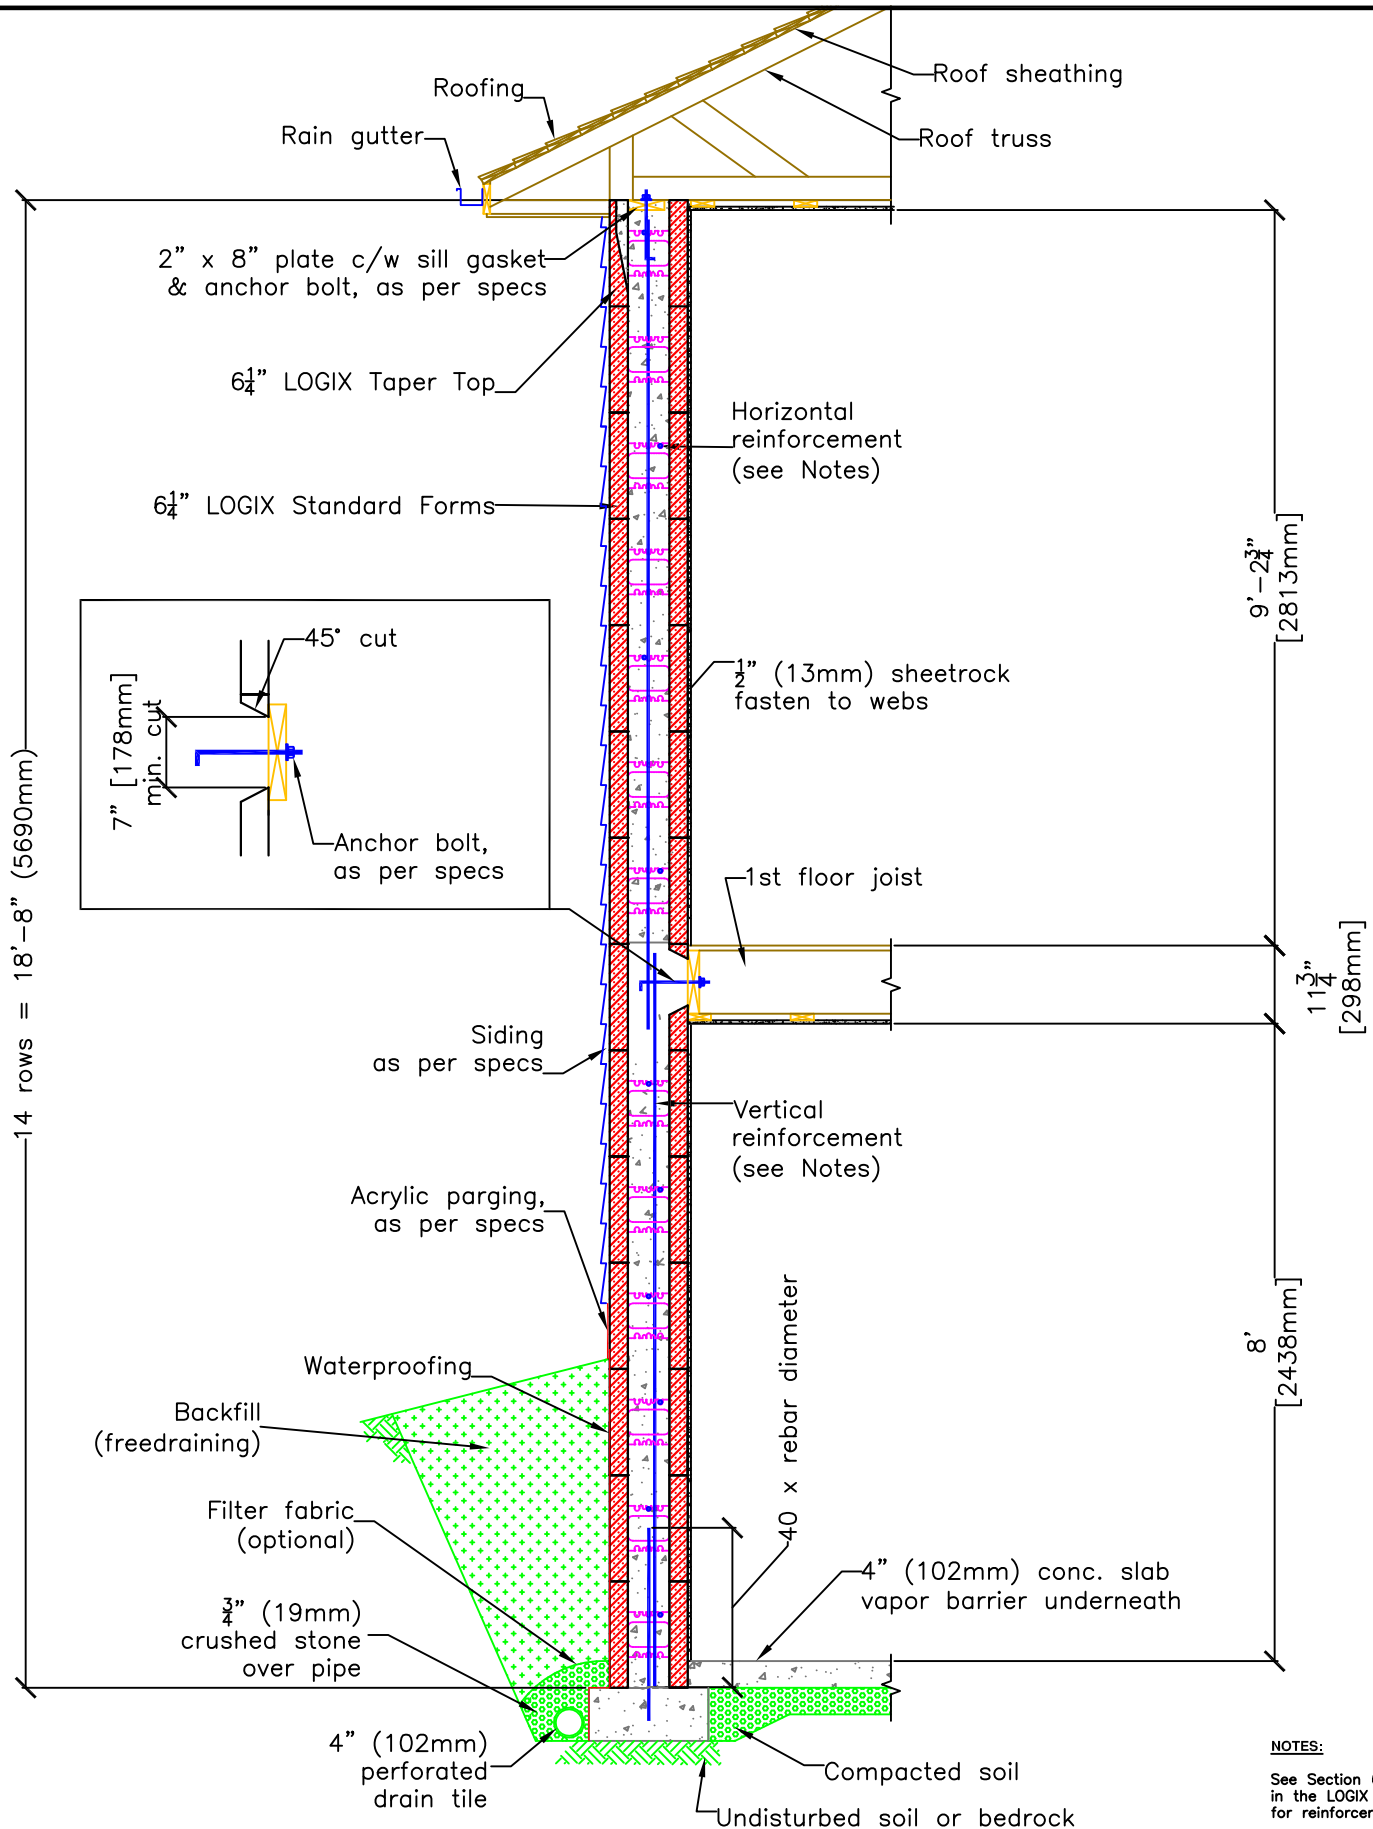 Roof sheathing
Roofing
Rain gutter
Roof truss
2" x 8" plate c/w sill gasket
& anchor bolt, as per specs
6¼" LOGIX Taper Top
Horizontal
reinforcement
(see Notes)
6¼" LOGIX Standard Forms
9'-2¾"
[2813mm]
45° cut
7" [178mm]
min. cut
Anchor bolt,
as per specs
½" (13mm) sheetrock
fasten to webs
14 rows = 18'-8" (5690mm)
1st floor joist
11¾"
[298mm]
Siding
as per specs
Vertical
reinforcement
(see Notes)
Acrylic parging,
as per specs
40 x rebar diameter
8'
[2438mm]
Waterproofing
Backfill
(freedraining)
Filter fabric
(optional)
4" (102mm) conc. slab
vapor barrier underneath
¾" (19mm)
crushed stone
over pipe
4" (102mm)
perforated
drain tile
Compacted soil
Undisturbed soil or bedrock
NOTES:
See Section
in the LOGIX
for